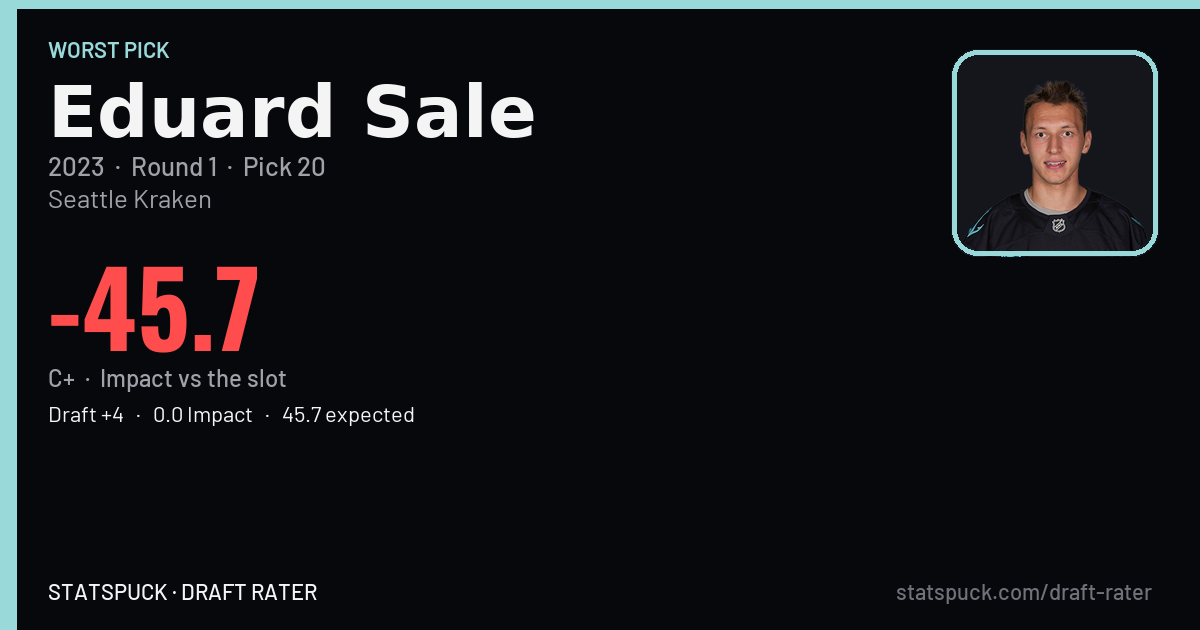 WORST PICK
Eduard Sale
2023 · Round 1 · Pick 20
Seattle Kraken
-45.7
C+ · Impact vs the slot
Draft +4 · 0.0 Impact · 45.7 expected
STATSPUCK · DRAFT RATER
statspuck.com/draft-rater